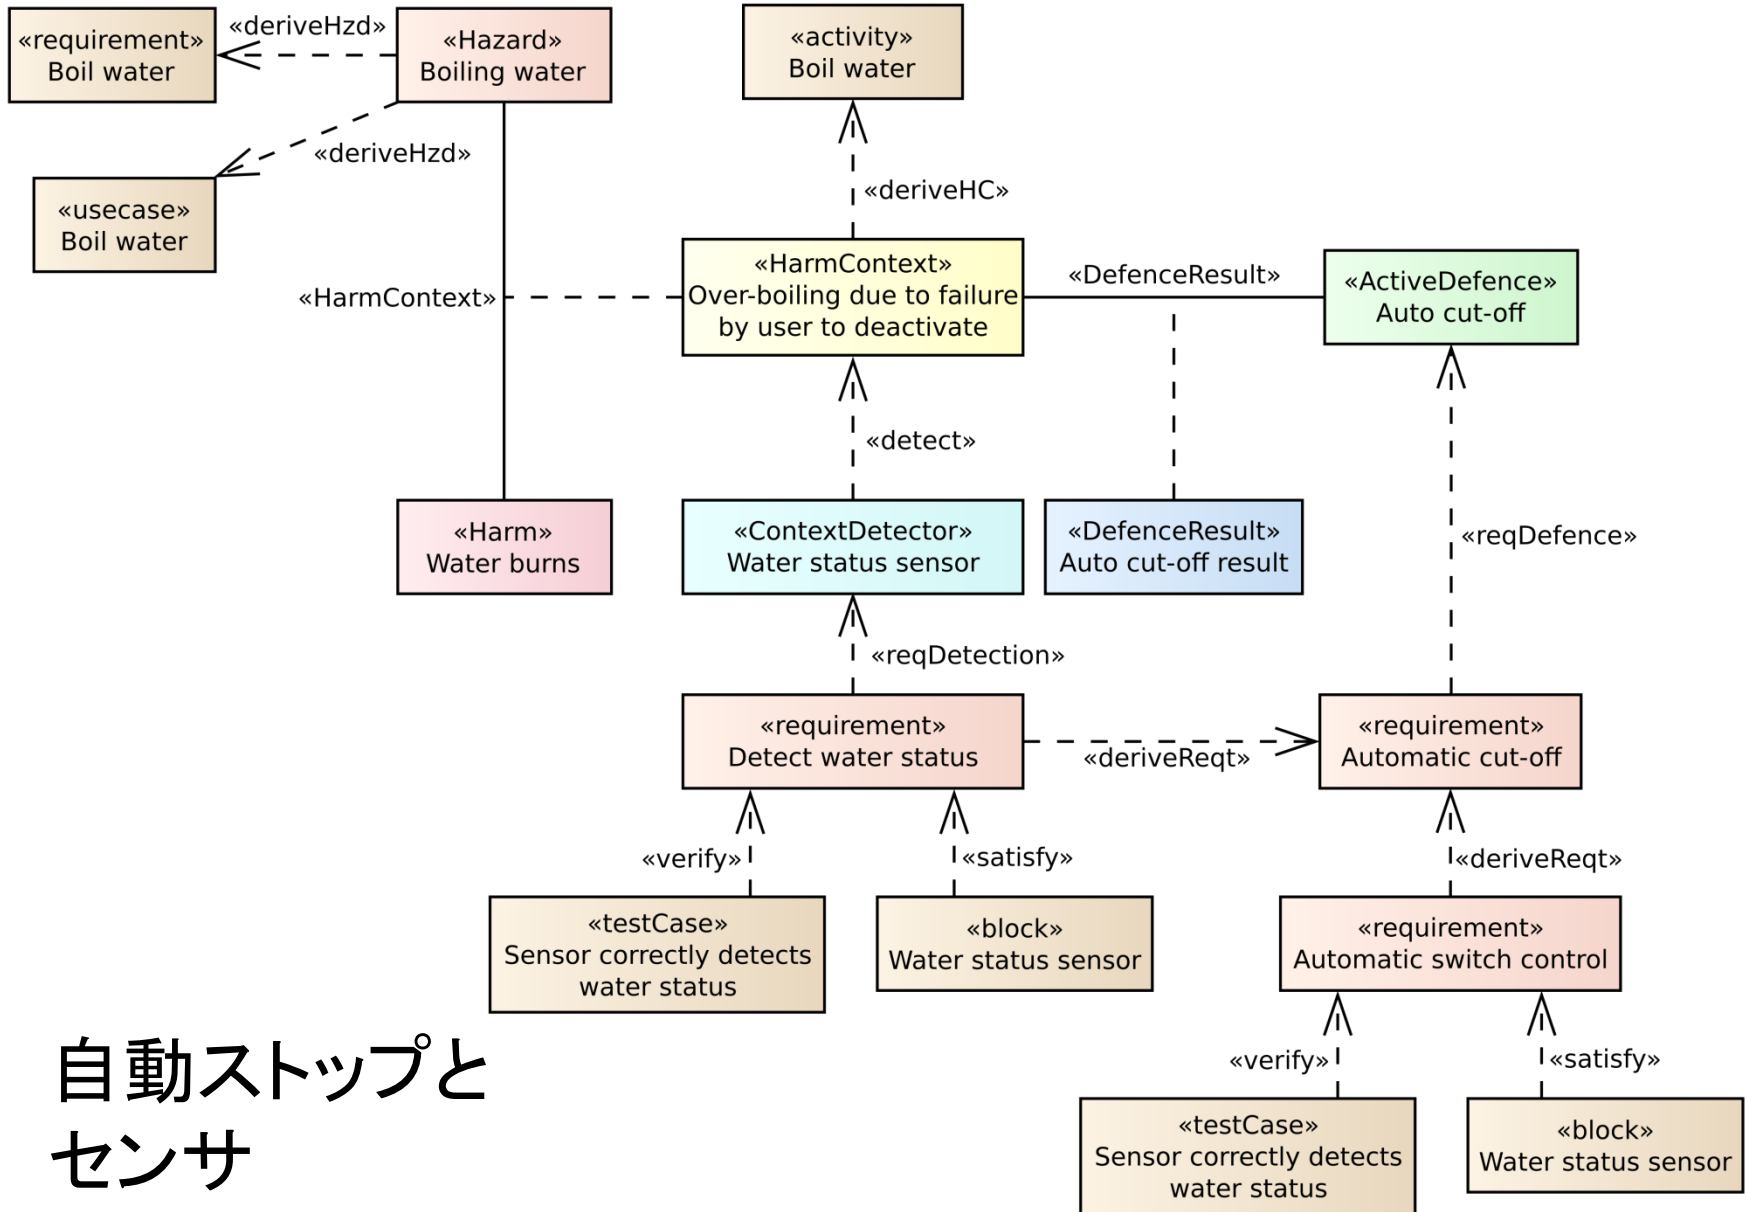 «requirement»
Boil water
«deriveHzd»
«Hazard»
Boiling water
«activity»
Boil water
«deriveHzd»
«usecase»
Boil water
«deriveHC»
«HarmContext»
«HarmContext»
Over-boiling due to failure
by user to deactivate
«DefenceResult»
«ActiveDefence»
Auto cut-off
«detect»
«Harm»
Water burns
«ContextDetector»
Water status sensor
«DefenceResult»
Auto cut-off result
«reqDefence»
«reqDetection»
«requirement»
Detect water status
«deriveReqt»
«requirement»
Automatic cut-off
«verify»
«satisfy»
«deriveReqt»
«testCase»
Sensor correctly detects
water status
«block»
Water status sensor
«requirement»
Automatic switch control
自動ストップと
センサ
«verify»
«satisfy»
«testCase»
Sensor correctly detects
water status
«block»
Water status sensor